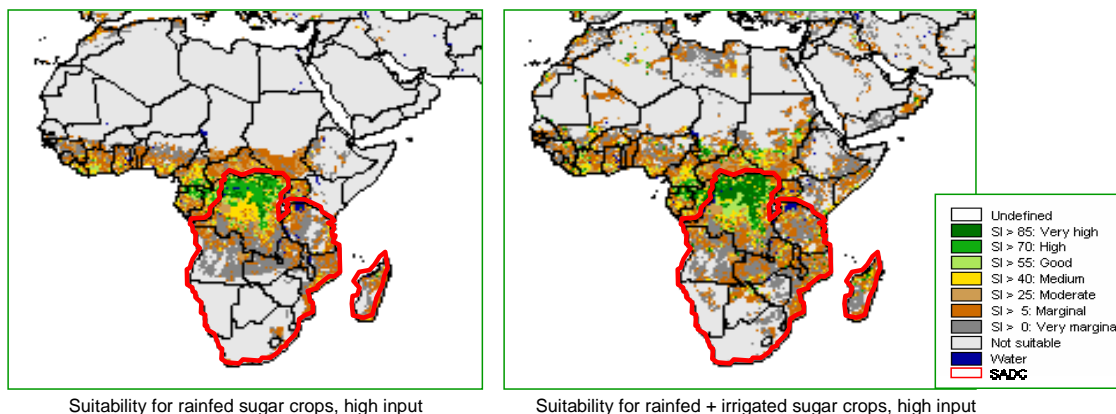 Undefined
SI > 85: Very high
SI > 70: High
SI > 55: Good
SI > 40: Medium
SI > 25: Moderate
SI > 5: Marginal
SI > 0: Very marginal
Not suitable
Water
SADC
Suitability for rainfed sugar crops, high input
Suitability for rainfed + irrigated sugar crops, high input